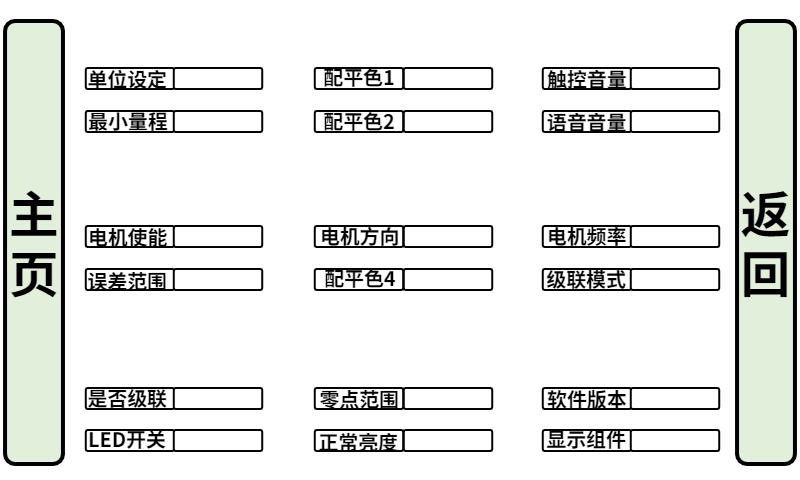 主页
单位设定 配平色1 触控音量
最小量程 配平色2 语音音量
电机使能 电机方向 电机频率
误差范围 配平色4 级联模式
是否级联 零点范围 软件版本
LED开关 正常亮度 显示组件
返回